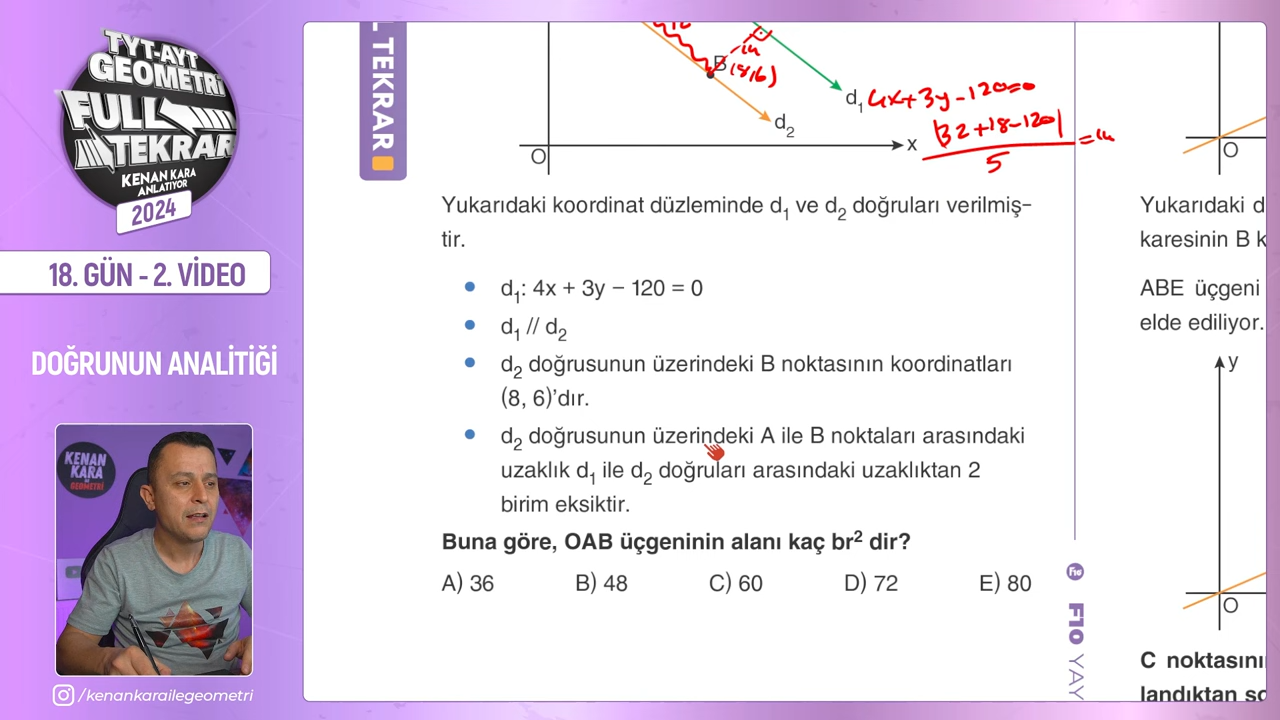 TYT-AYT
GEOMETRİ
FULL
TEKRAR
KENAN KARA
ANLATIYOR
2024
18. GÜN - 2. VİDEO
DOĞRUNUN ANALİTİĞİ
KENAN
KARA
GEOMETRİ
/kenankarailegeometri
L TEKRAR
B
(8,6)
14
d1 4x+3y-120=0
d2
|32+18-120|
5
=14
O
x
Yukarıdaki koordinat düzleminde d1 ve d2 doğruları verilmiş-
tir.
• d1: 4x + 3y − 120 = 0
• d1 // d2
• d2 doğrusunun üzerindeki B noktasının koordinatları
(8, 6)'dır.
• d2 doğrusunun üzerindeki A ile B noktaları arasındaki
uzaklık d1 ile d2 doğruları arasındaki uzaklıktan 2
birim eksiktir.
Buna göre, OAB üçgeninin alanı kaç br² dir?
A) 36 B) 48 C) 60 D) 72 E) 80
F10
F10 YAY
O
Yukarıdaki d
karesinin B k
ABE üçgeni
elde ediliyor.
y
O
C noktasını
landıktan so